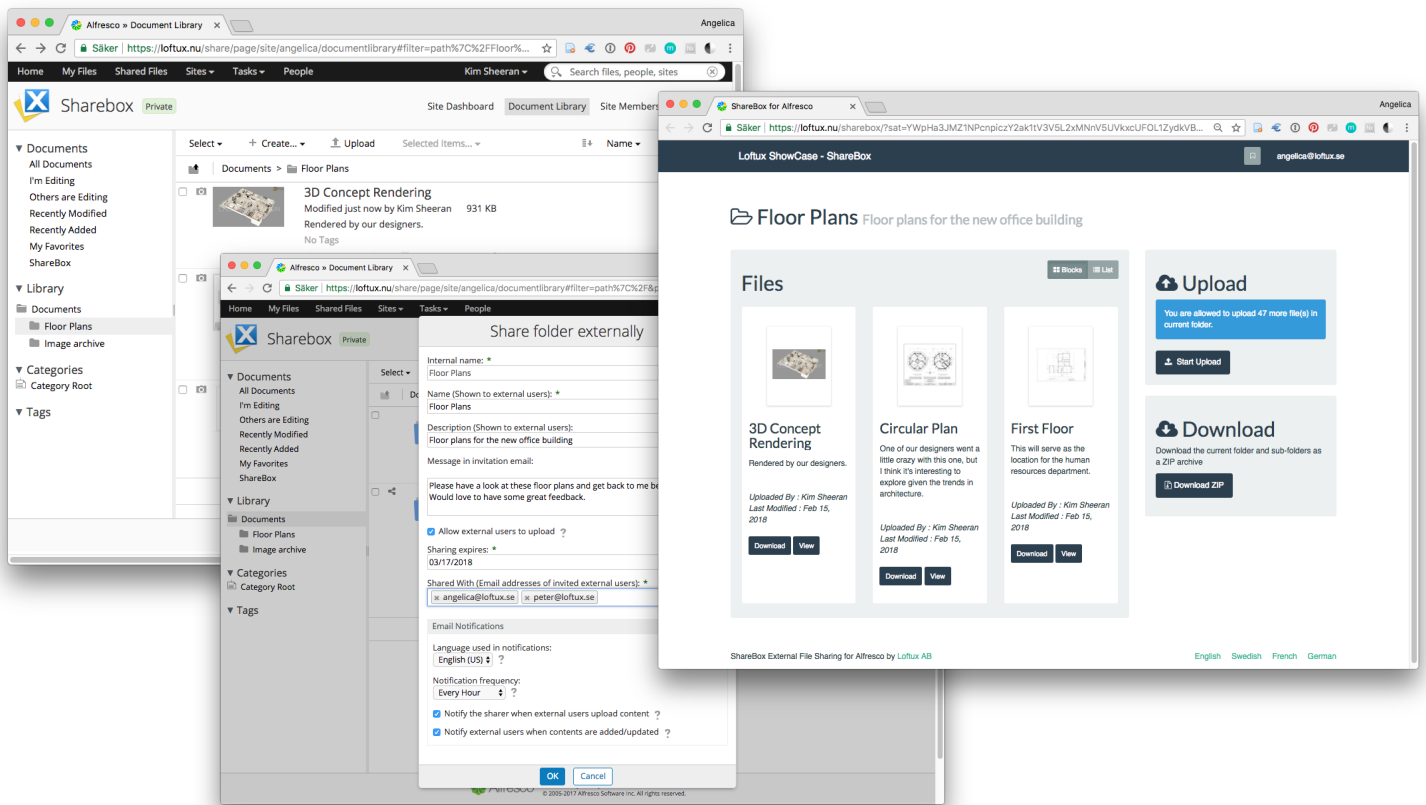 Alfresco » Document Library
Angelica
Säker | https://loftux.nu/share/page/site/angelica/documentlibrary#filter=path%7C%2FFloor%...
Home My Files Shared Files Sites Tasks People Kim Sheeran Search files, people, sites
Sharebox Private Site Dashboard Document Library Site Members
Documents
All Documents
I'm Editing
Others are Editing
Recently Modified
Recently Added
My Favorites
ShareBox
Library
Documents
Floor Plans
Image archive
Categories
Category Root
Tags
Select + Create... Upload Selected Items... Name
Documents > Floor Plans
3D Concept Rendering
Modified just now by Kim Sheeran 931 KB
Rendered by our designers.
No Tags
Alfresco » Document Library
Säker | https://loftux.nu/share/page/site/angelica/documentlibrary#filter=path%7C%2F&p
Home My Files Shared Files Sites Tasks People
Sharebox Private
Documents
All Documents
I'm Editing
Others are Editing
Recently Modified
Recently Added
My Favorites
ShareBox
Library
Documents
Floor Plans
Image archive
Categories
Category Root
Tags
Select
Share folder externally
Internal name: *
Floor Plans
Name (Shown to external users): *
Floor Plans
Description (Shown to external users):
Floor plans for the new office building
Message in invitation email:
Please have a look at these floor plans and get back to me be
Would love to have some great feedback.
Allow external users to upload ?
Sharing expires: *
03/17/2018
Shared With (Email addresses of invited external users): *
× angelica@loftux.se × peter@loftux.se
Email Notifications
Language used in notifications:
English (US) ?
Notification frequency:
Every Hour ?
Notify the sharer when external users upload content ?
Notify external users when contents are added/updated ?
OK Cancel
Alfresco
© 2005-2017 Alfresco Software Inc. All rights reserved.
ShareBox for Alfresco
Angelica
Säker | https://loftux.nu/sharebox/?sat=YWpHa3JMZ1NPcnpiczY2ak1tV3V5L2xMNnV5UVkxcUFOL1ZydkVB...
Loftux ShowCase - ShareBox angelica@loftux.se
Floor Plans Floor plans for the new office building
Files
Blocks List
3D Concept
Rendering
Rendered by our designers.
Uploaded By : Kim Sheeran
Last Modified : Feb 15,
2018
Download View
Circular Plan
One of our designers went a
little crazy with this one, but
I think it's interesting to
explore given the trends in
architecture.
Uploaded By : Kim Sheeran
Last Modified : Feb 15,
2018
Download View
First Floor
This will serve as the
location for the human
resources department.
Uploaded By : Kim Sheeran
Last Modified : Feb 15,
2018
Download View
Upload
You are allowed to upload 47 more file(s) in
current folder.
Start Upload
Download
Download the current folder and sub-folders as
a ZIP archive
Download ZIP
ShareBox External File Sharing for Alfresco by Loftux AB
English Swedish French German